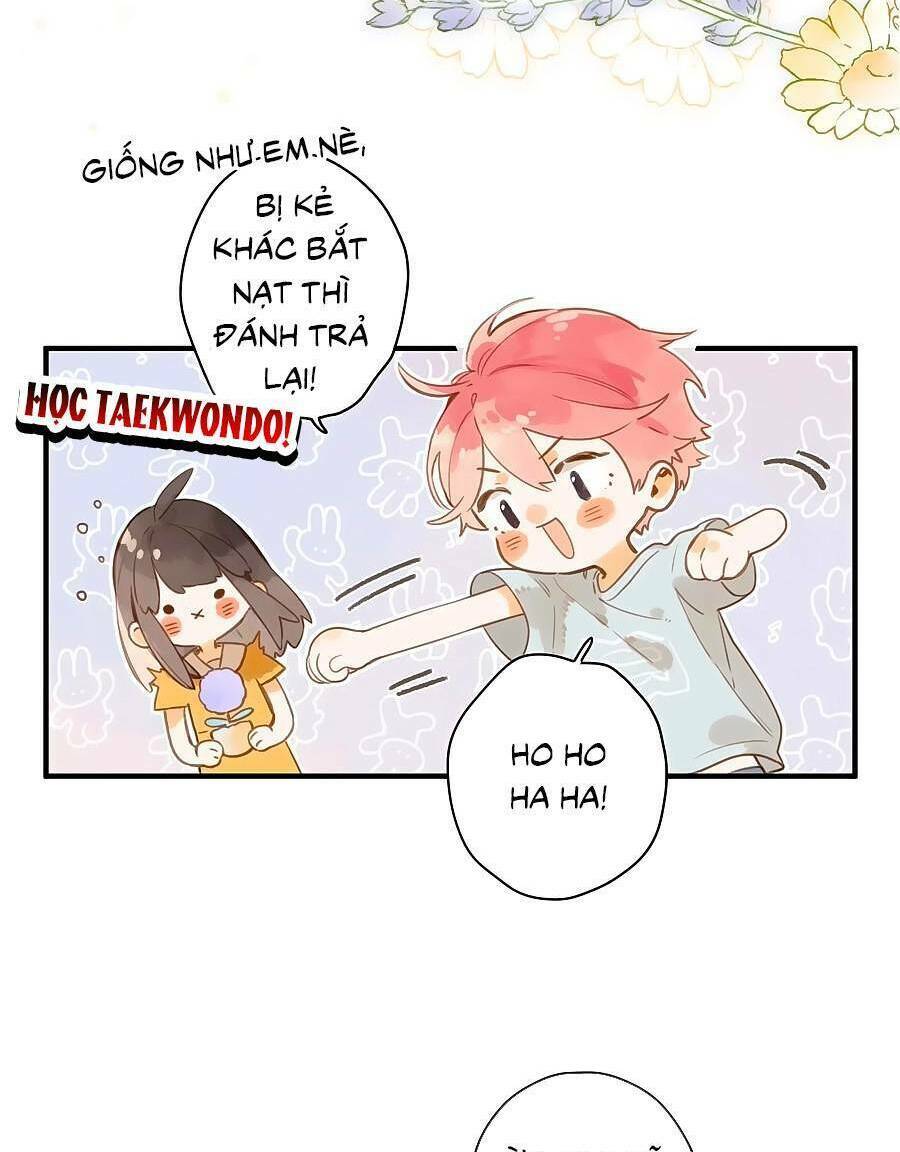 GIỐNG NHƯ EM NÈ,
BỊ KẺ
KHÁC BẮT
NẠT THÌ
ĐÁNH TRẢ
LẠI!
HỌC TAEKWONDO!
HO HO
HA HA!